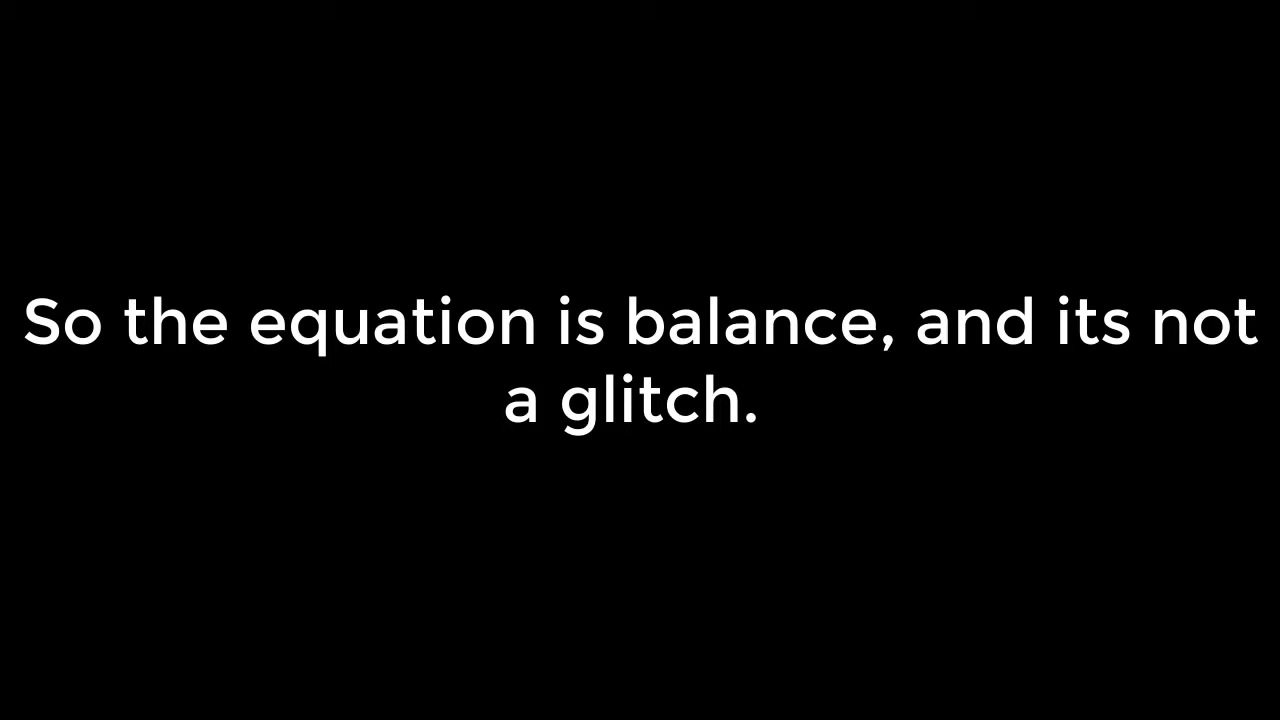 So the equation is balance, and its not
a glitch.